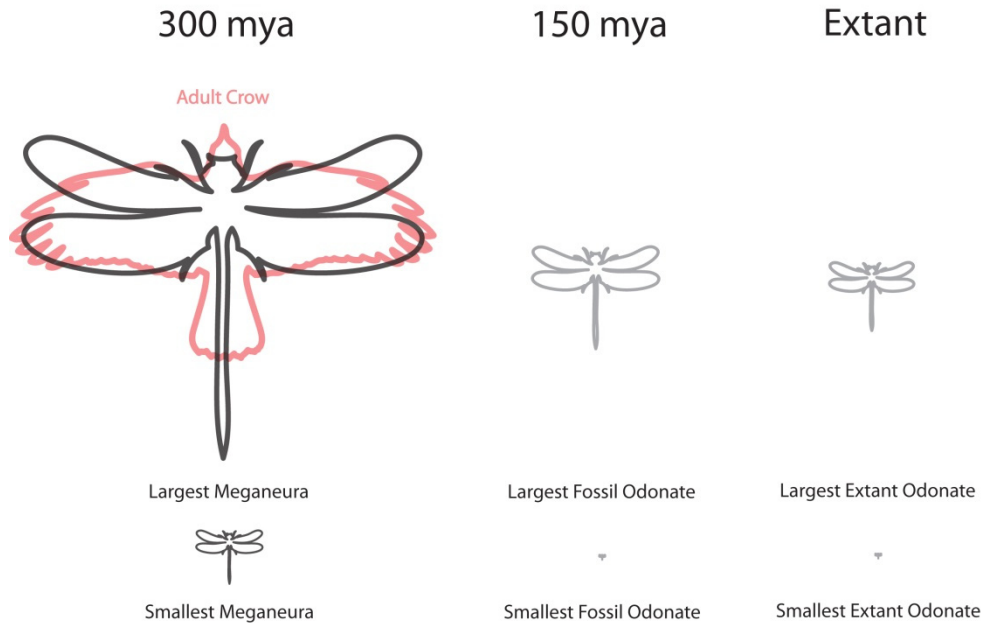 300 mya
150 mya
Extant
Adult Crow
Largest Meganeura
Largest Fossil Odonate
Largest Extant Odonate
Smallest Meganeura
Smallest Fossil Odonate
Smallest Extant Odonate